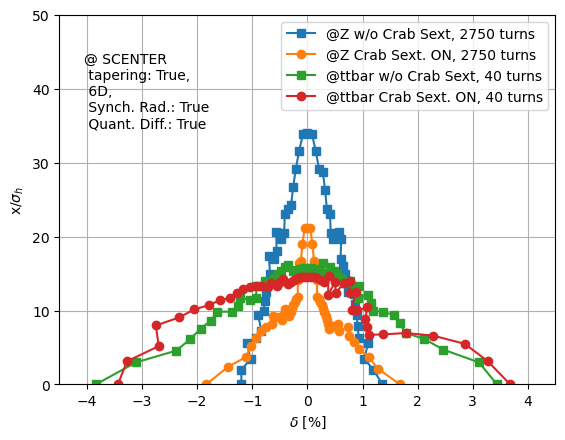 50
40
30
20
10
0
x/σₕ
@ SCENTER
tapering: True,
6D,
Synch. Rad.: True
Quant. Diff.: True
@Z w/o Crab Sext, 2750 turns
@Z Crab Sext. ON, 2750 turns
@ttbar w/o Crab Sext, 40 turns
@ttbar Crab Sext. ON, 40 turns
−4 −3 −2 −1 0 1 2 3 4
δ [%]